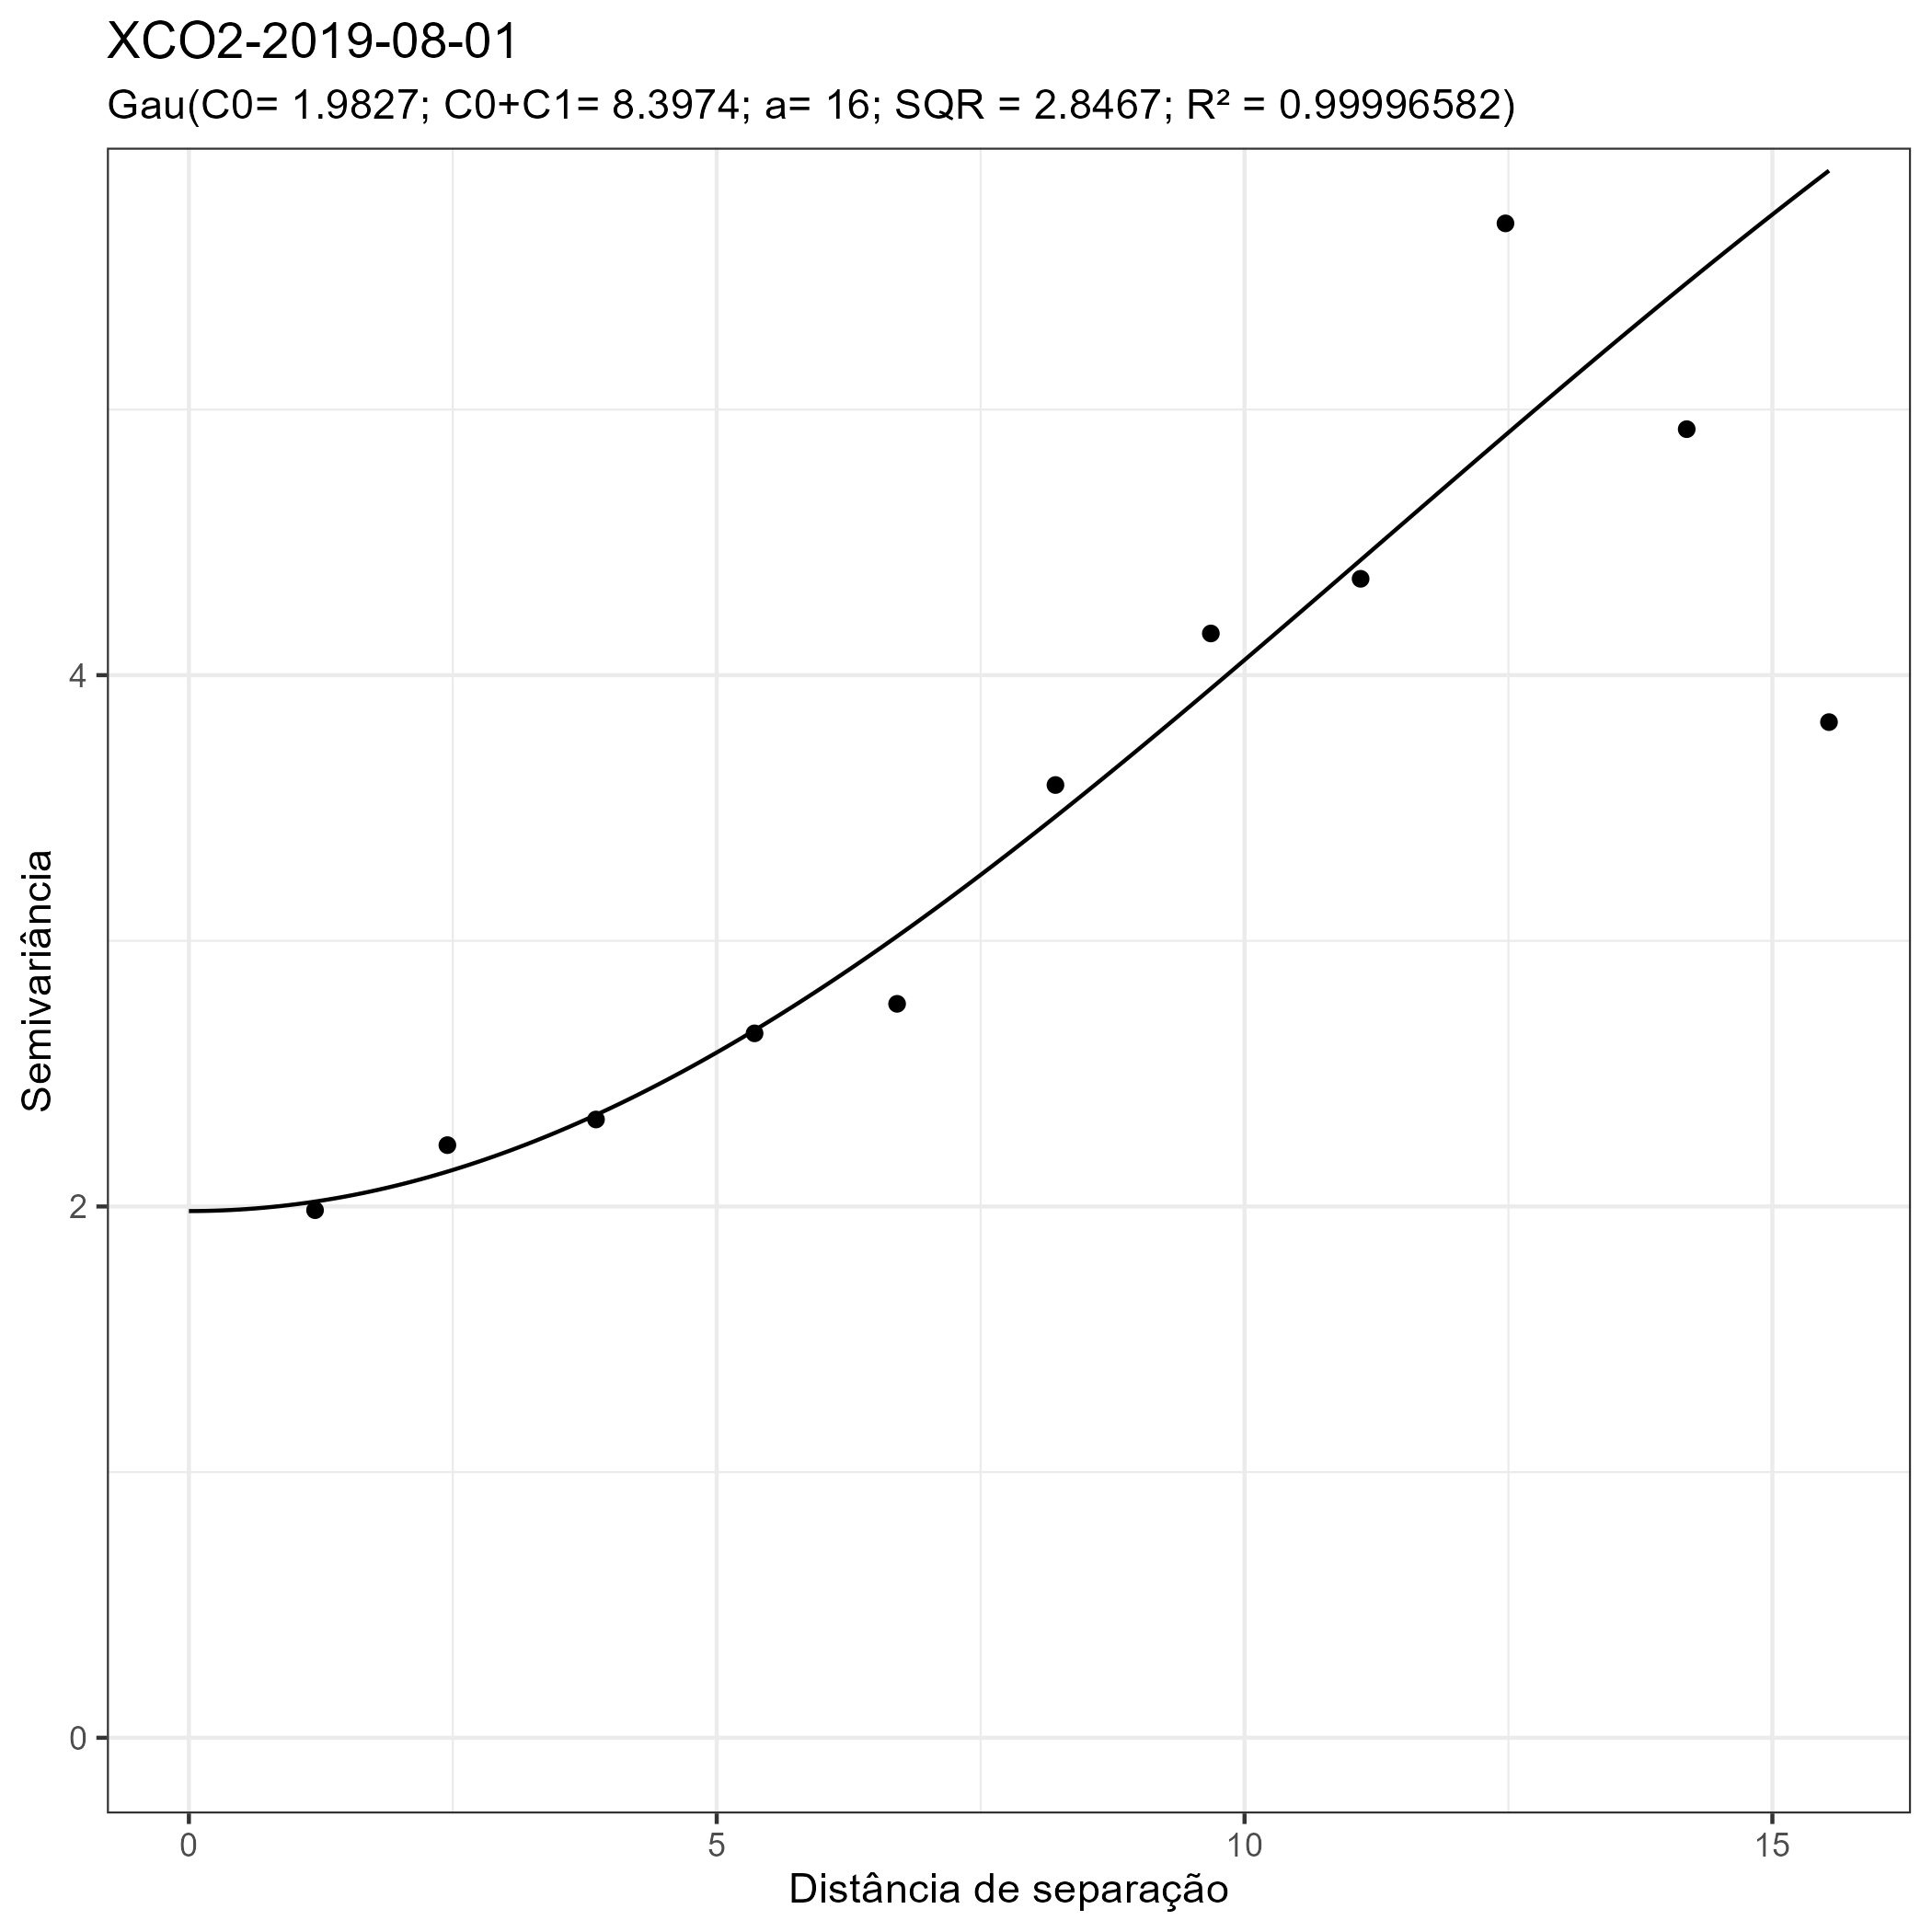 XCO2-2019-08-01
Gau(C0= 1.9827; C0+C1= 8.3974; a= 16; SQR = 2.8467; R² = 0.99996582)
Semivariância
4
2
0
0 5 10 15
Distância de separação